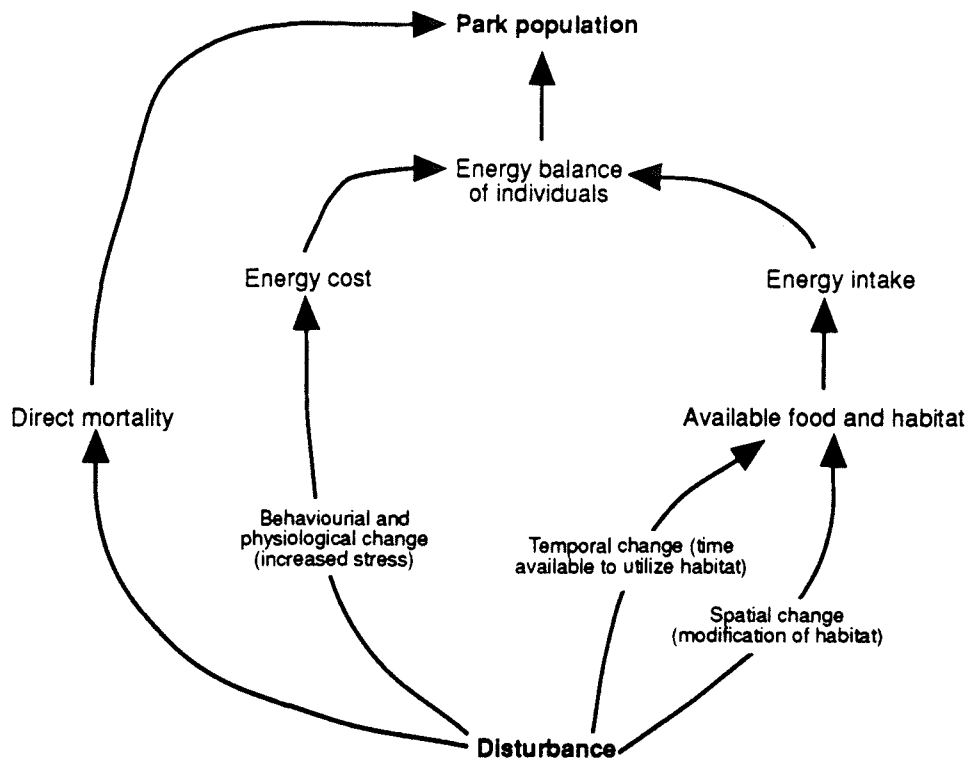 Park population
Energy balance
of individuals
Energy cost
Energy intake
Direct mortality
Available food and habitat
Behaviourial and
physiological change
(increased stress)
Temporal change (time
available to utilize habitat)
Spatial change
(modification of habitat)
Disturbance